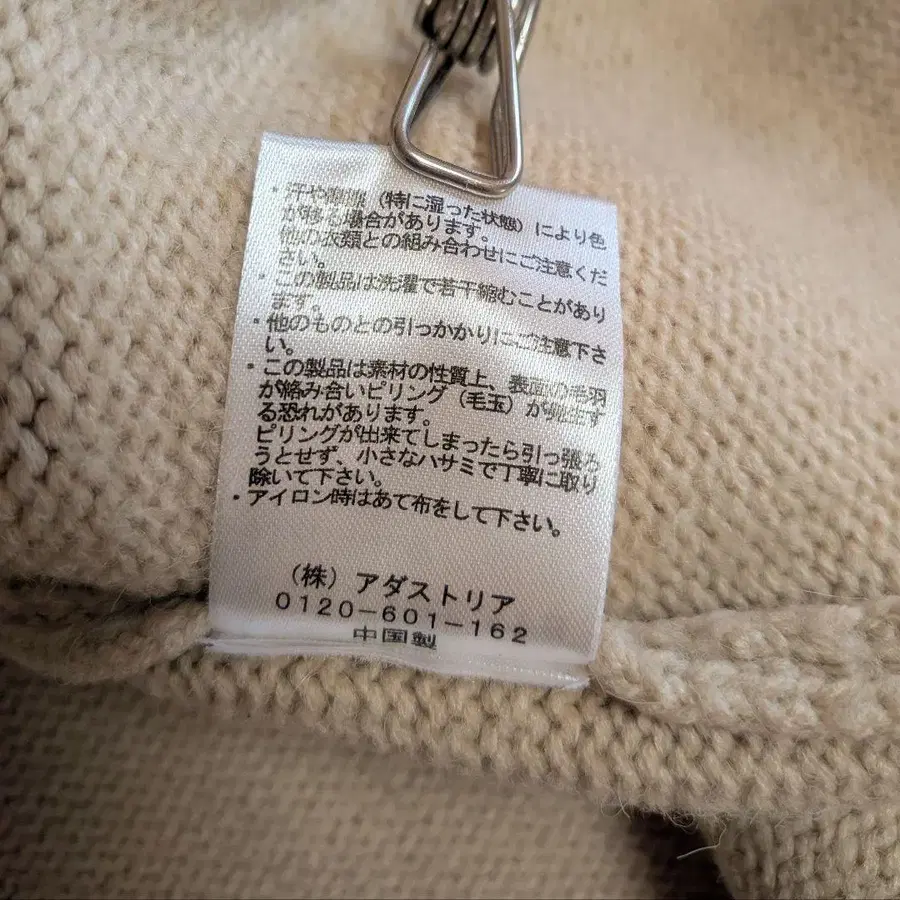 ・汗や摩擦（特に湿った状態）により色
が移る場合があります。
他の衣類との組み合わせにご注意くだ
さい。
・この製品は洗濯で若干縮むことがあり
ます。
・他のものとの引っかかりにご注意下さ
い。
・この製品は素材の性質上、表面の毛羽
が絡み合いピリング（毛玉）が発生す
る恐れがあります。
ピリングが出来てしまったら引っ張ろ
うとせず、小さなハサミで丁寧に取り
除いて下さい。
・アイロン時はあて布をして下さい。
（株）アダストリア
0120-601-162
中国製